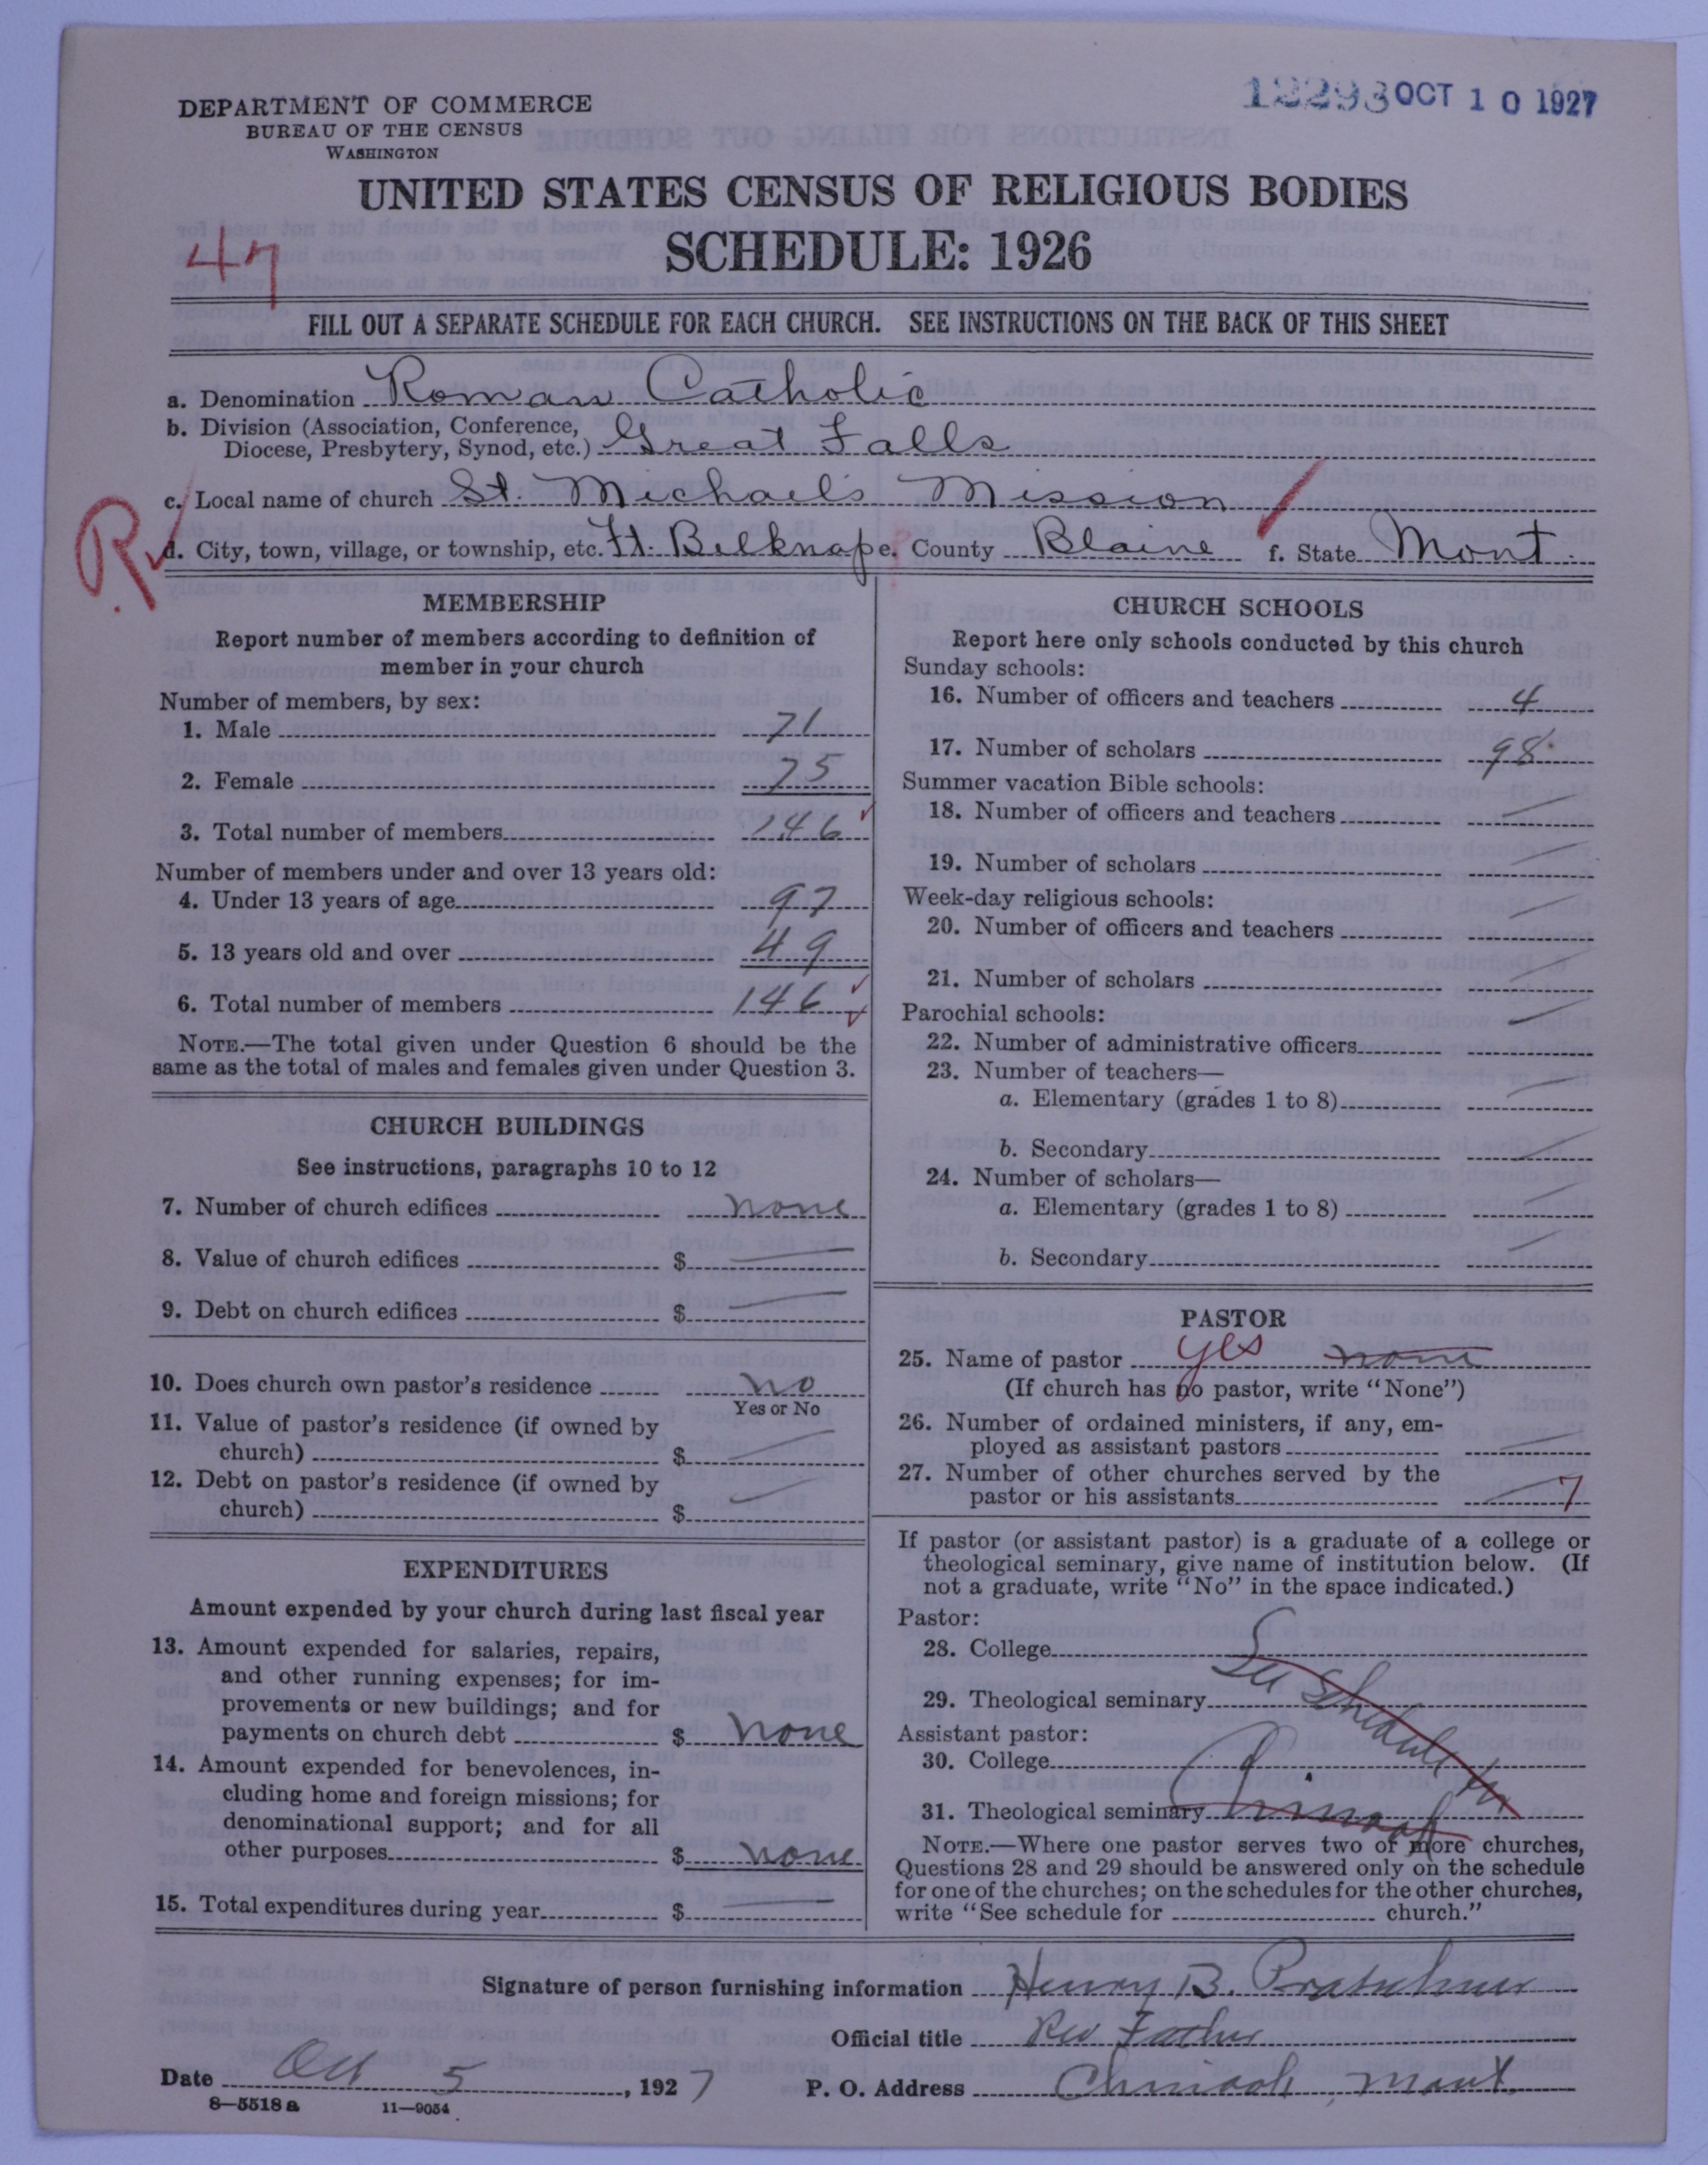 12293 OCT 10 1927
DEPARTMENT OF COMMERCE
BUREAU OF THE CENSUS
WASHINGTON
UNITED STATES CENSUS OF RELIGIOUS BODIES
47
SCHEDULE: 1926
FILL OUT A SEPARATE SCHEDULE FOR EACH CHURCH. SEE INSTRUCTIONS ON THE BACK OF THIS SHEET
a. Denomination Roman Catholic
b. Division (Association, Conference,
Diocese, Presbytery, Synod, etc.) Great Falls
c. Local name of church St. Michael's Mission
R
d. City, town, village, or township, etc. Ft. Belknap e. County Blaine f. State Mont.
MEMBERSHIP
Report number of members according to definition of
member in your church
Number of members, by sex:
1. Male 71
2. Female 75
3. Total number of members 146
Number of members under and over 13 years old:
4. Under 13 years of age 97
5. 13 years old and over 49
6. Total number of members 146
NOTE.—The total given under Question 6 should be the
same as the total of males and females given under Question 3.
CHURCH BUILDINGS
See instructions, paragraphs 10 to 12
7. Number of church edifices none
8. Value of church edifices $
9. Debt on church edifices $
10. Does church own pastor's residence no
Yes or No
11. Value of pastor's residence (if owned by
church) $
12. Debt on pastor's residence (if owned by
church) $
EXPENDITURES
Amount expended by your church during last fiscal year
13. Amount expended for salaries, repairs,
and other running expenses; for im-
provements or new buildings; and for
payments on church debt $ none
14. Amount expended for benevolences, in-
cluding home and foreign missions; for
denominational support; and for all
other purposes $ none
15. Total expenditures during year $
CHURCH SCHOOLS
Report here only schools conducted by this church
Sunday schools:
16. Number of officers and teachers 4
17. Number of scholars 98
Summer vacation Bible schools:
18. Number of officers and teachers
19. Number of scholars
Week-day religious schools:
20. Number of officers and teachers
21. Number of scholars
Parochial schools:
22. Number of administrative officers
23. Number of teachers—
a. Elementary (grades 1 to 8)
b. Secondary
24. Number of scholars—
a. Elementary (grades 1 to 8)
b. Secondary
PASTOR
25. Name of pastor yes none
(If church has no pastor, write "None")
26. Number of ordained ministers, if any, em-
ployed as assistant pastors
27. Number of other churches served by the
pastor or his assistants 7
If pastor (or assistant pastor) is a graduate of a college or
theological seminary, give name of institution below. (If
not a graduate, write "No" in the space indicated.)
Pastor:
28. College
See Schedule for
29. Theological seminary
Assistant pastor:
30. College
Chinook
31. Theological seminary
NOTE.—Where one pastor serves two or more churches,
Questions 28 and 29 should be answered only on the schedule
for one of the churches; on the schedules for the other churches,
write "See schedule for church."
Signature of person furnishing information Henry B.
Official title Rev Father
Date Oct 5, 1927 P. O. Address Chinook, Mont.
8—5518 a 11—9054